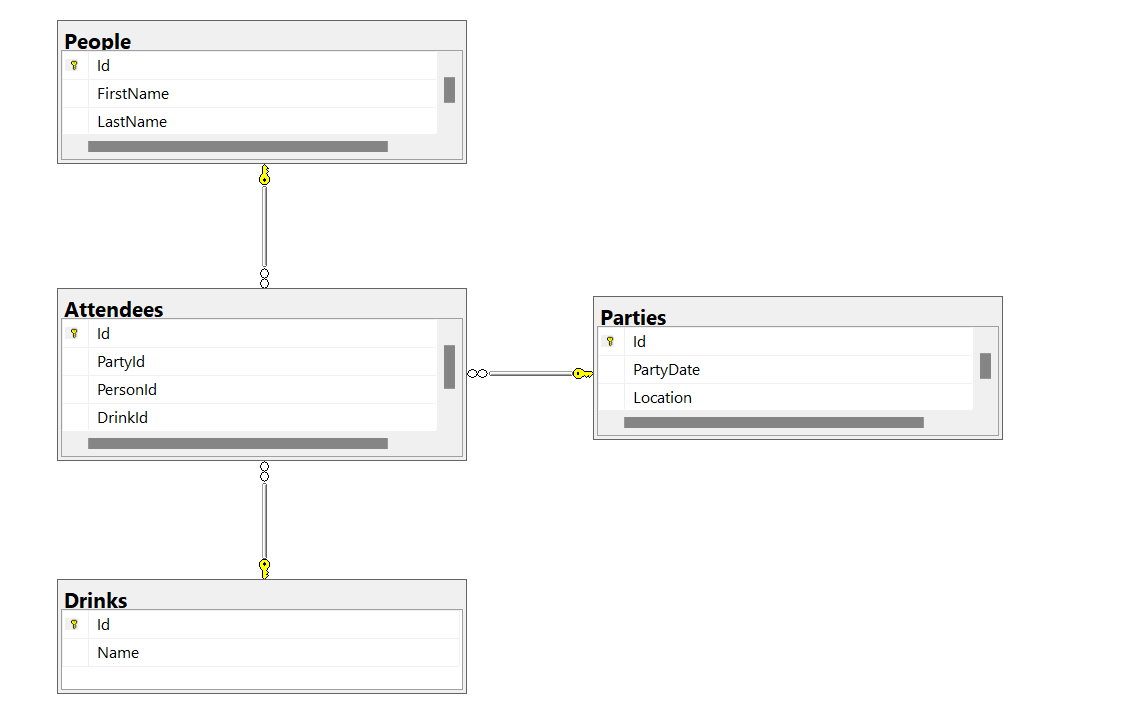 People
Id
FirstName
LastName
Attendees
Id
PartyId
PersonId
DrinkId
Parties
Id
PartyDate
Location
Drinks
Id
Name